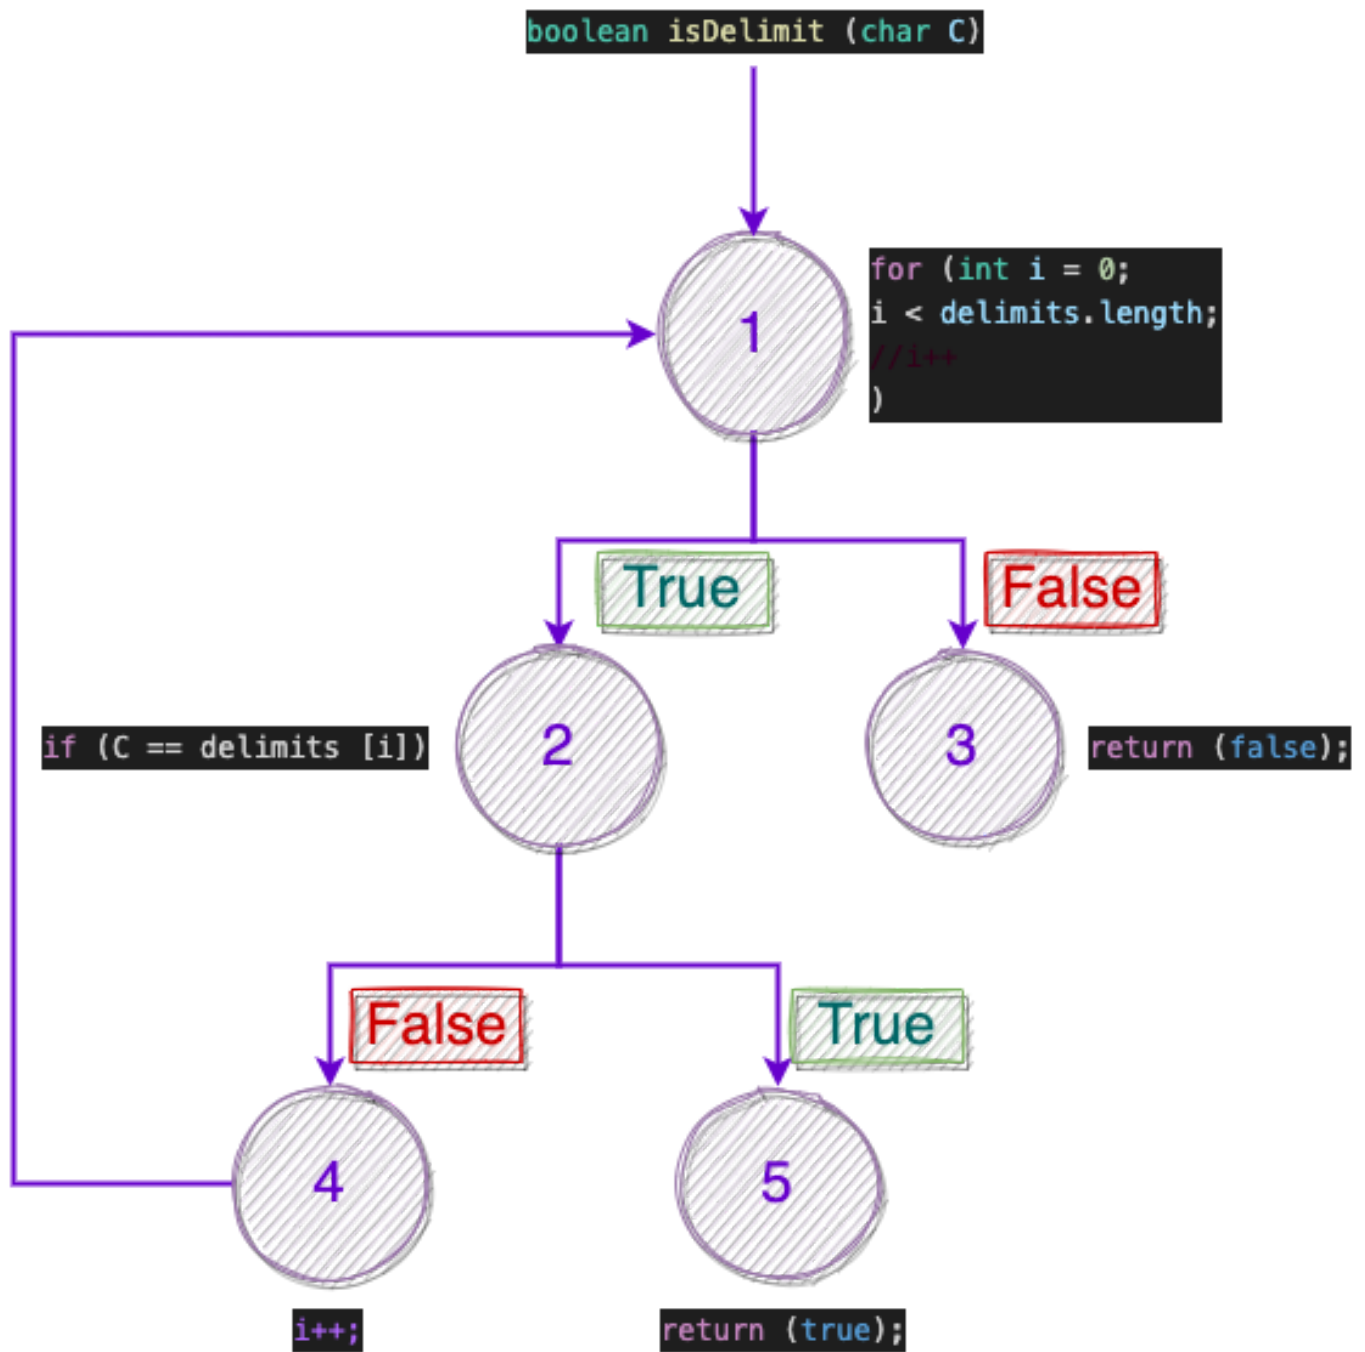 boolean isDelimit (char C)
1
for (int i = 0;
i < delimits.length;
//i++
)
True
False
if (C == delimits [i])
2
3
return (false);
False
True
4
5
i++;
return (true);